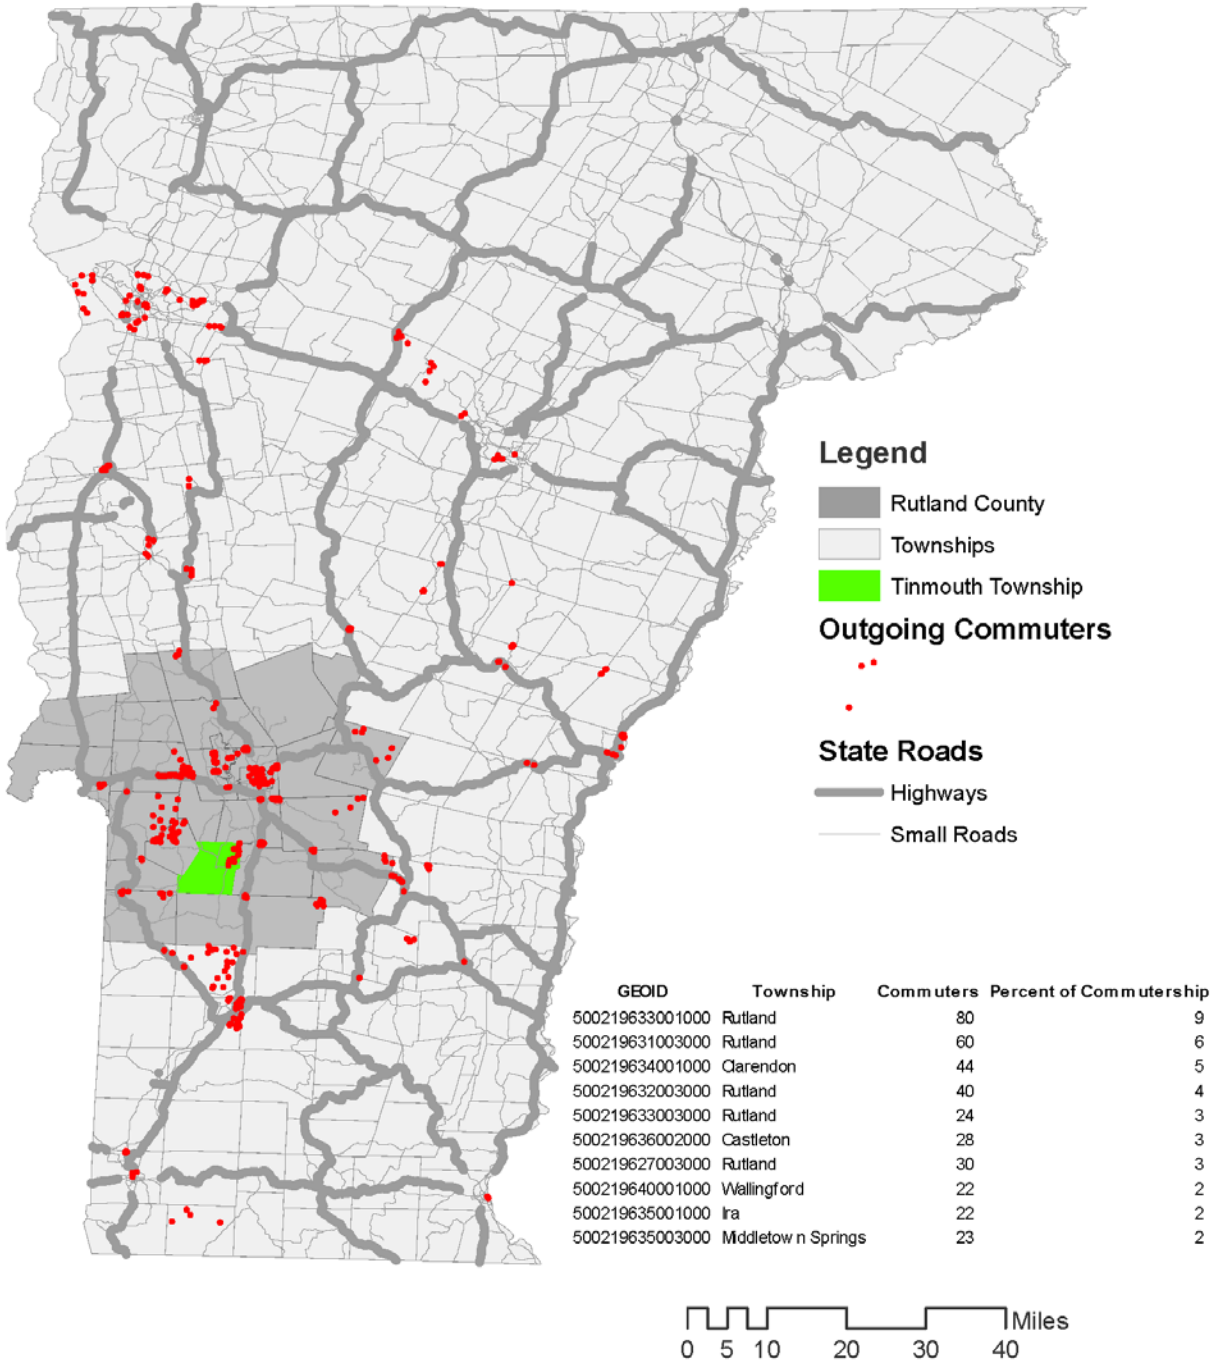 Legend
Rutland County
Townships
Tinmouth Township
Outgoing Commuters
State Roads
Highways
Small Roads
GEOID Township Commuters Percent of Commutership
500219633001000 Rutland 80 9
500219631003000 Rutland 60 6
500219634001000 Clarendon 44 5
500219632003000 Rutland 40 4
500219633003000 Rutland 24 3
500219636002000 Castleton 28 3
500219627003000 Rutland 30 3
500219640001000 Wallingford 22 2
500219635001000 Ira 22 2
500219635003000 Middletown Springs 23 2
Miles
0 5 10 20 30 40